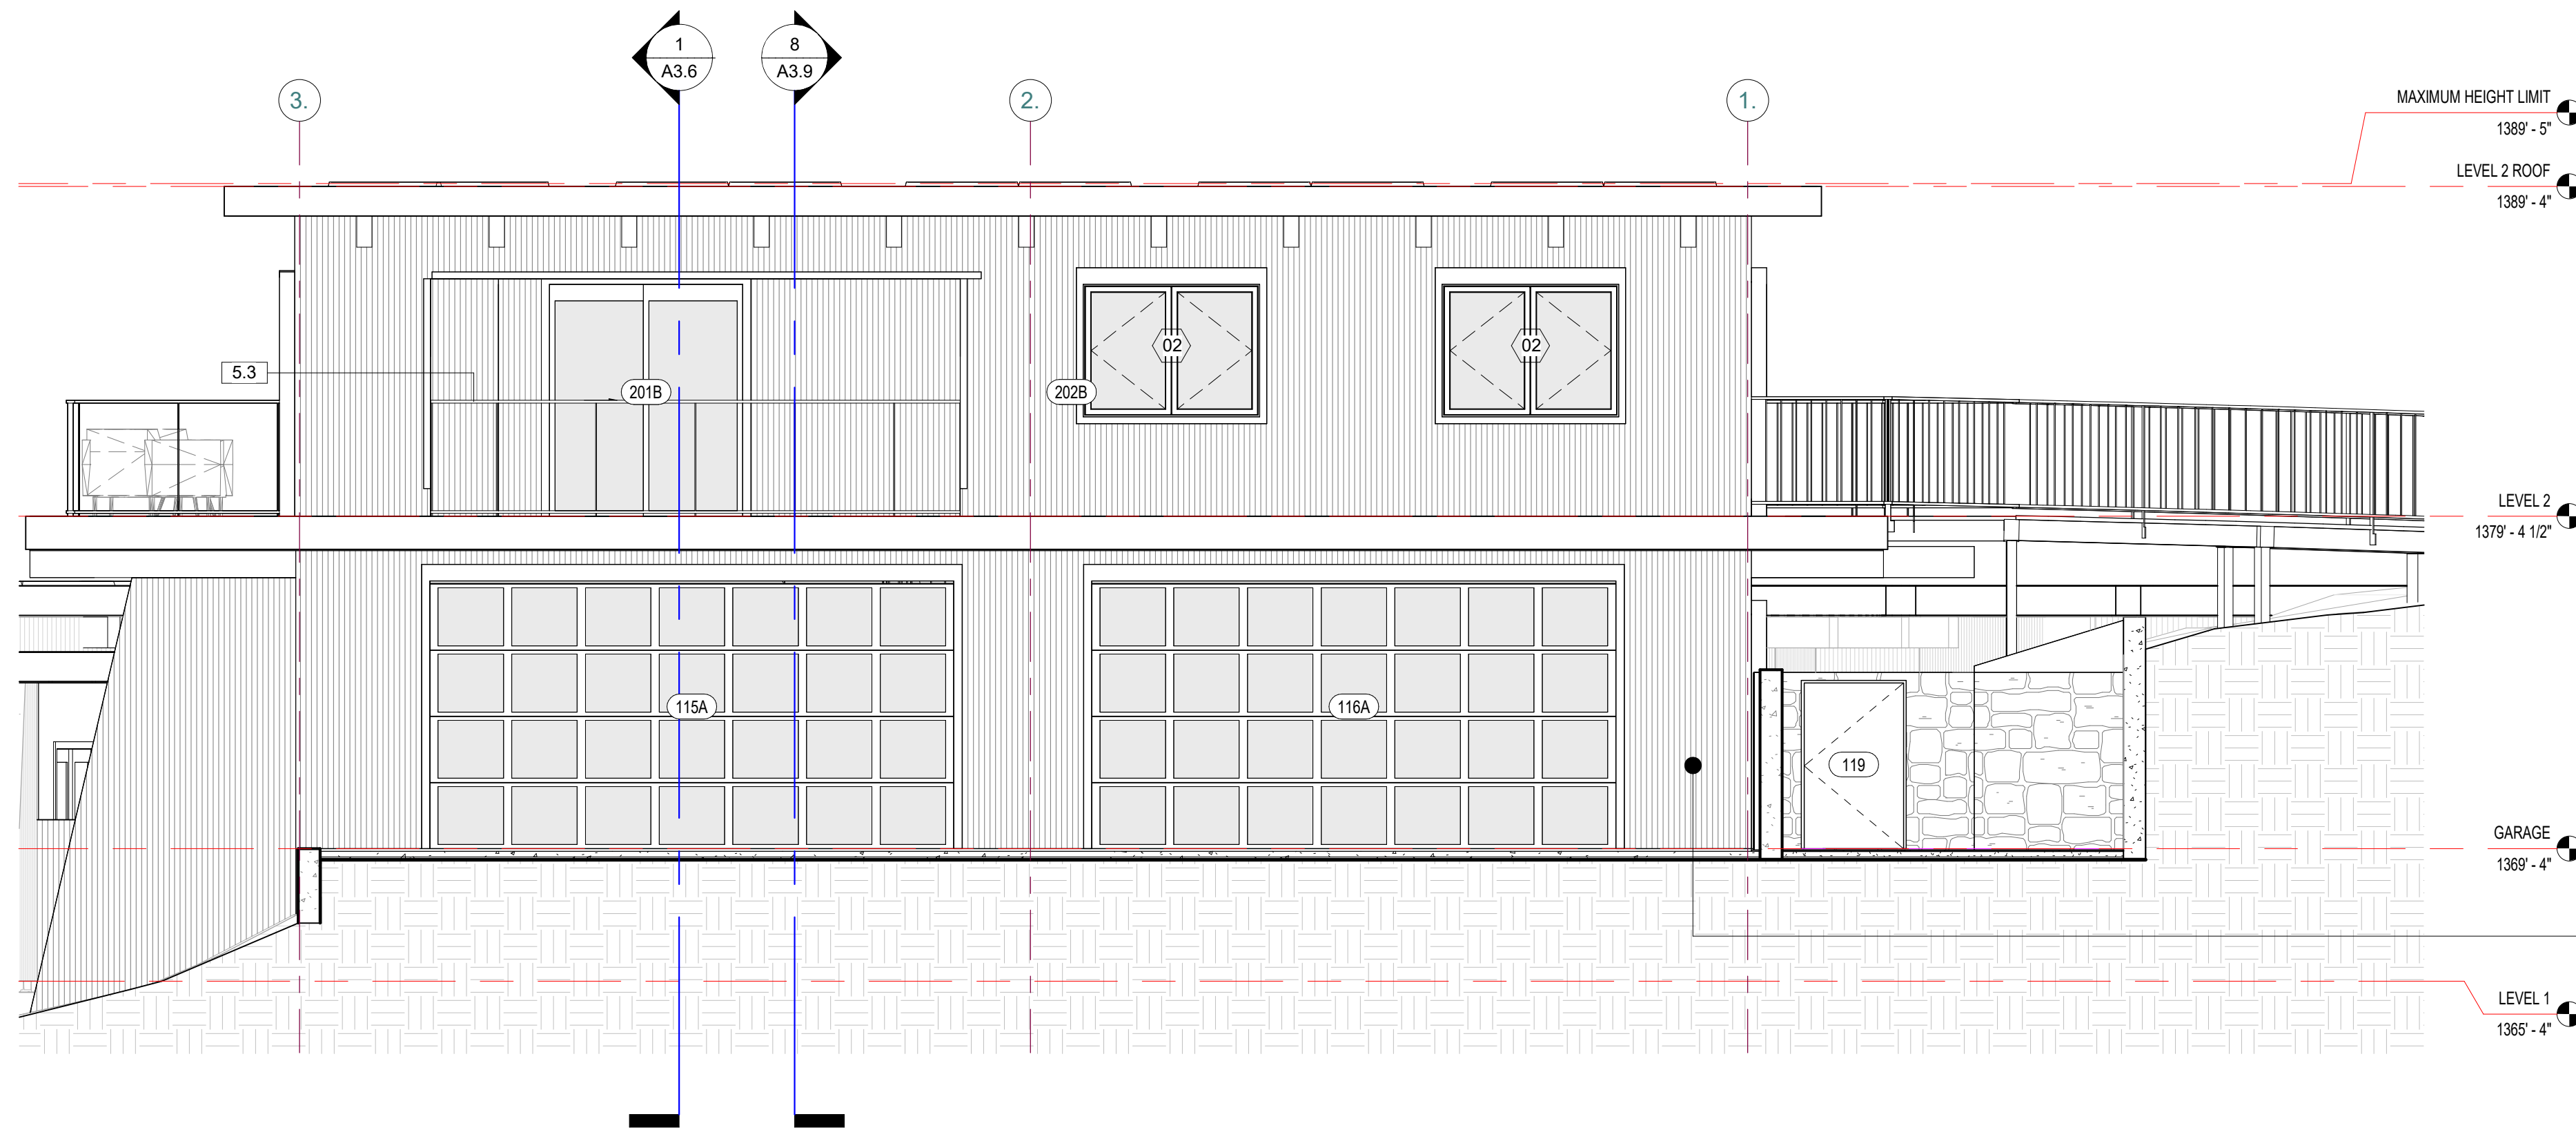 1
A3.6
8
A3.9
3.
2.
1.
MAXIMUM HEIGHT LIMIT
1389' - 5"
LEVEL 2 ROOF
1389' - 4"
02
02
5.3
201B
202B
LEVEL 2
1379' - 4 1/2"
115A
116A
119
GARAGE
1369' - 4"
LEVEL 1
1365' - 4"